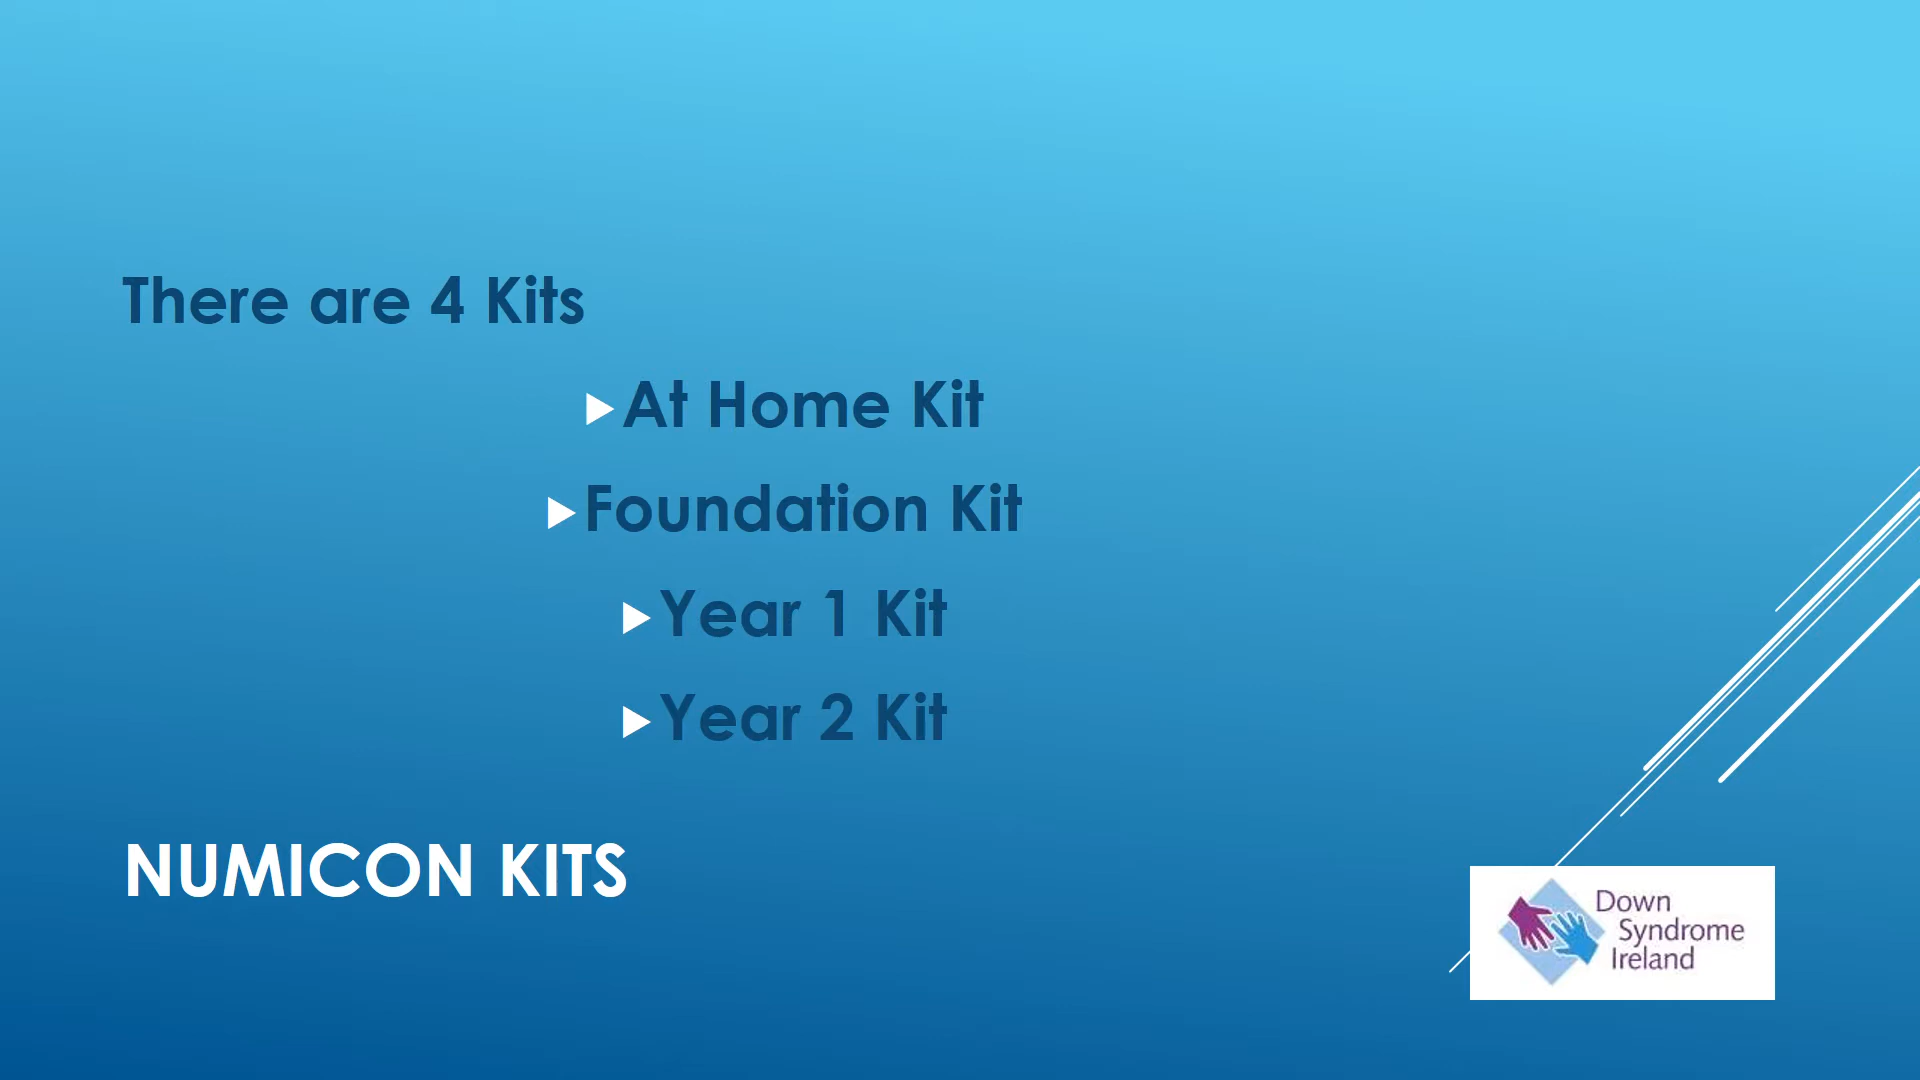 There are 4 Kits
At Home Kit
Foundation Kit
Year 1 Kit
Year 2 Kit
NUMICON KITS
Down
Syndrome
Ireland